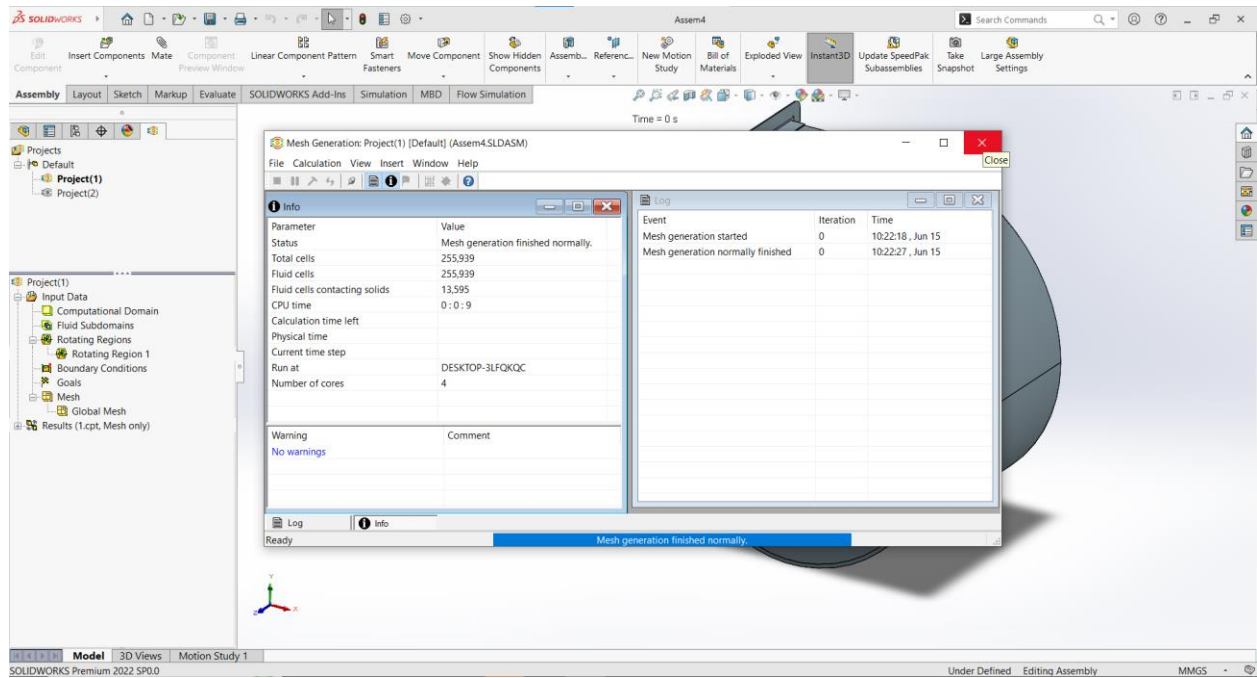 SOLIDWORKS
Assem4
Search Commands
Edit Component
Insert Components
Mate
Component Preview Window
Linear Component Pattern
Smart Fasteners
Move Component
Show Hidden Components
Assemb...
Referenc...
New Motion Study
Bill of Materials
Exploded View
Instant3D
Update SpeedPak Subassemblies
Take Snapshot
Large Assembly Settings
Assembly Layout Sketch Markup Evaluate SOLIDWORKS Add-Ins Simulation MBD Flow Simulation
Time = 0 s
Projects
Default
Project(1)
Project(2)
Project(1)
Input Data
Computational Domain
Fluid Subdomains
Rotating Regions
Rotating Region 1
Boundary Conditions
Goals
Mesh
Global Mesh
Results (1.cpt, Mesh only)
Mesh Generation: Project(1) [Default] (Assem4.SLDASM)
Close
File Calculation View Insert Window Help
Info
Parameter Value
Status Mesh generation finished normally.
Total cells 255,939
Fluid cells 255,939
Fluid cells contacting solids 13,595
CPU time 0 : 0 : 9
Calculation time left
Physical time
Current time step
Run at DESKTOP-3LFQKQC
Number of cores 4
Warning Comment
No warnings
Log
Event Iteration Time
Mesh generation started 0 10:22:18 , Jun 15
Mesh generation normally finished 0 10:22:27 , Jun 15
Log Info
Ready Mesh generation finished normally.
Y
Z X
Model 3D Views Motion Study 1
SOLIDWORKS Premium 2022 SP0.0 Under Defined Editing Assembly MMGS